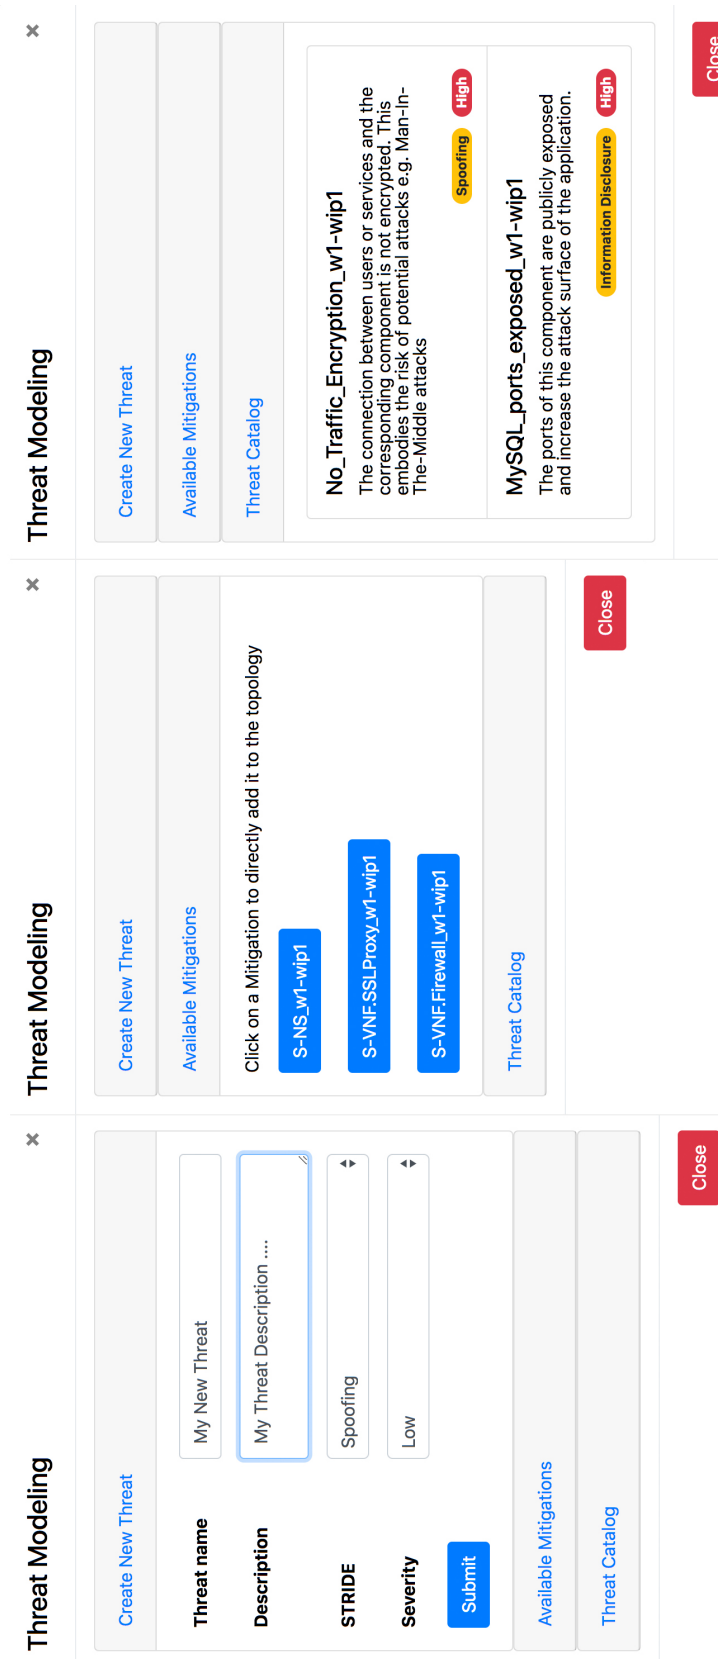 Threat Modeling
×
Create New Threat
Threat name
My New Threat
Description
My Threat Description ....
STRIDE
Spoofing
Severity
Low
Submit
Available Mitigations
Threat Catalog
Close
Threat Modeling
×
Create New Threat
Available Mitigations
Click on a Mitigation to directly add it to the topology
S-NS_w1-wip1
S-VNF.SSLProxy_w1-wip1
S-VNF.Firewall_w1-wip1
Threat Catalog
Close
Threat Modeling
×
Create New Threat
Available Mitigations
Threat Catalog
No_Traffic_Encryption_w1-wip1
The connection between users or services and the
corresponding component is not encrypted. This
embodies the risk of potential attacks e.g. Man-In-
The-Middle attacks
Spoofing High
MySQL_ports_exposed_w1-wip1
The ports of this component are publicly exposed
and increase the attack surface of the application.
Information Disclosure High
Close